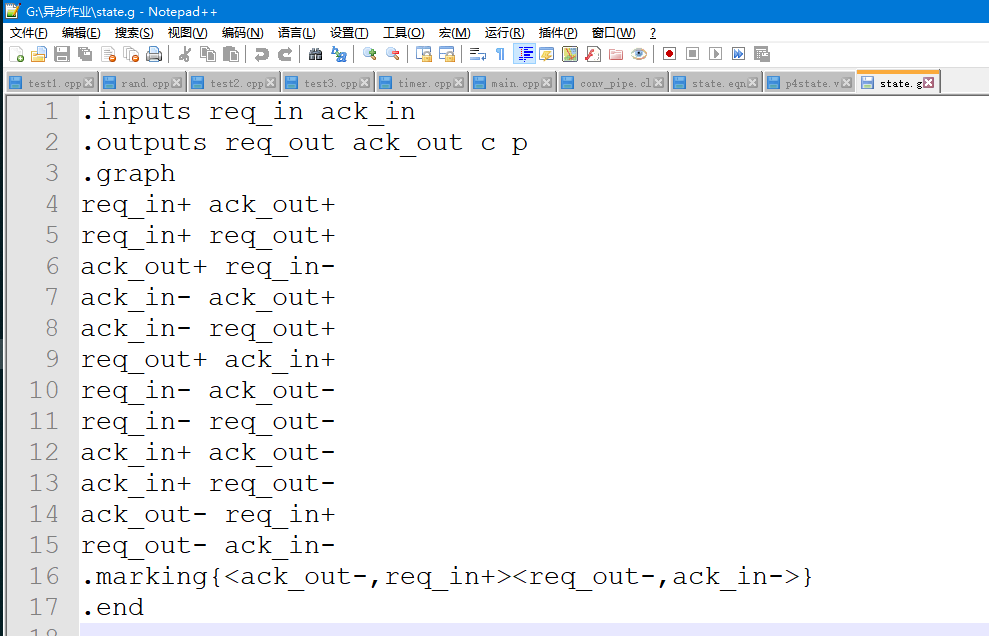 G:\异步作业\state.g - Notepad++
文件(F) 编辑(E) 搜索(S) 视图(V) 编码(N) 语言(L) 设置(T) 工具(O) 宏(M) 运行(R) 插件(P) 窗口(W) ?
test1.cpp rand.cpp test2.cpp test3.cpp timer.cpp main.cpp conv_pipe.cl state.eqn p4state.v state.g
1 .inputs req_in ack_in
2 .outputs req_out ack_out c p
3 .graph
4 req_in+ ack_out+
5 req_in+ req_out+
6 ack_out+ req_in-
7 ack_in- ack_out+
8 ack_in- req_out+
9 req_out+ ack_in+
10 req_in- ack_out-
11 req_in- req_out-
12 ack_in+ ack_out-
13 ack_in+ req_out-
14 ack_out- req_in+
15 req_out- ack_in-
16 .marking{<ack_out-,req_in+><req_out-,ack_in->}
17 .end
18